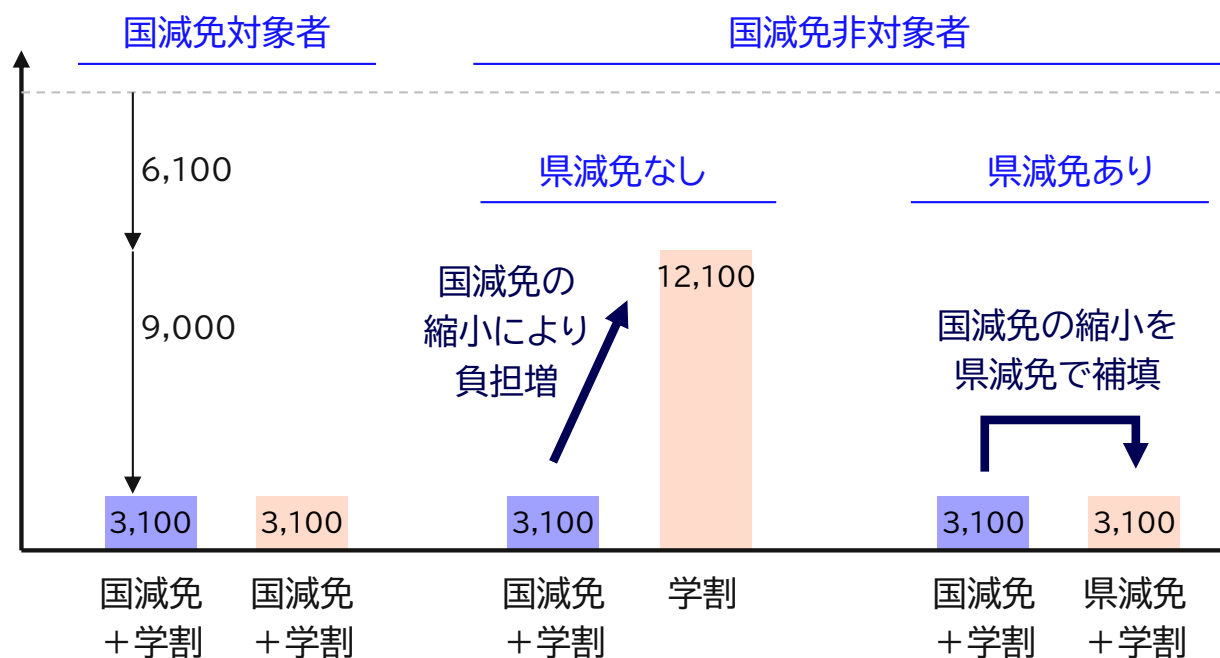 国減免対象者
国減免非対象者
6,100
9,000
県減免なし
県減免あり
国減免の
縮小により
負担増
12,100
国減免の縮小を
県減免で補填
3,100
3,100
3,100
3,100
3,100
国減免
＋学割
国減免
＋学割
国減免
＋学割
学割
国減免
＋学割
県減免
＋学割